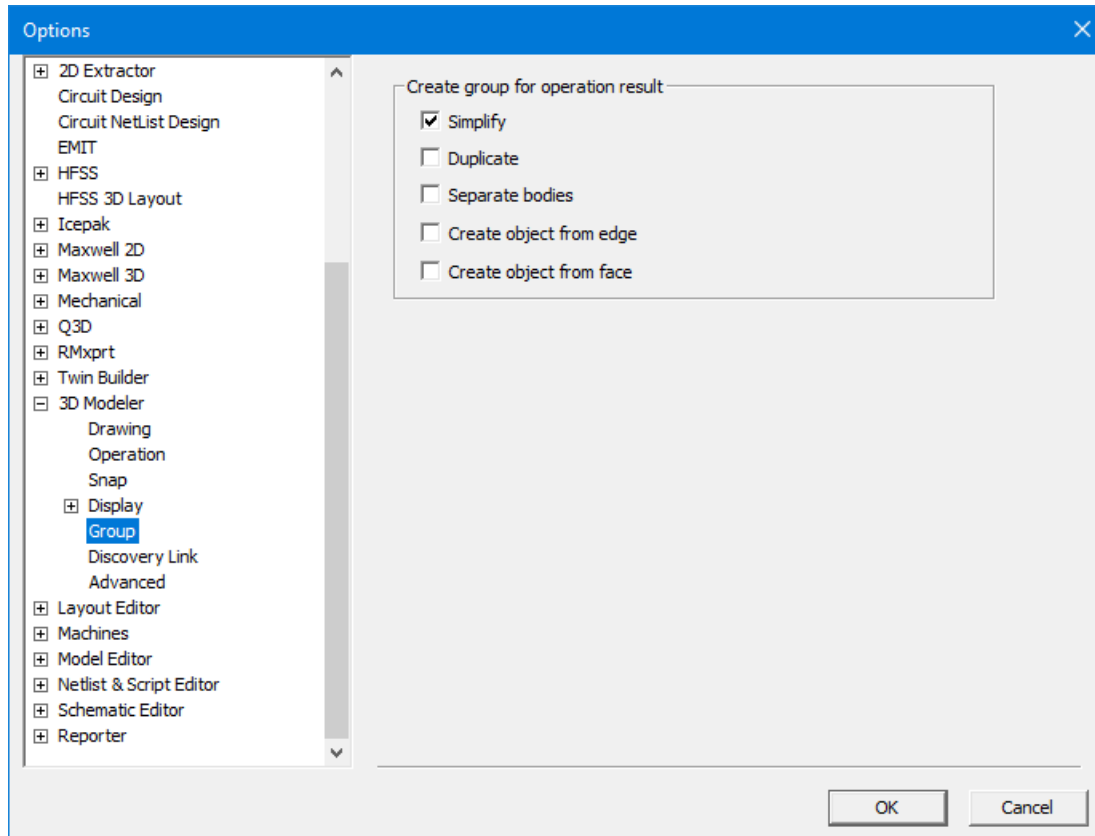 Options
2D Extractor
Circuit Design
Circuit NetList Design
EMIT
HFSS
HFSS 3D Layout
Icepak
Maxwell 2D
Maxwell 3D
Mechanical
Q3D
RMxprt
Twin Builder
3D Modeler
Drawing
Operation
Snap
Display
Group
Discovery Link
Advanced
Layout Editor
Machines
Model Editor
Netlist & Script Editor
Schematic Editor
Reporter
Create group for operation result
Simplify
Duplicate
Separate bodies
Create object from edge
Create object from face
OK
Cancel